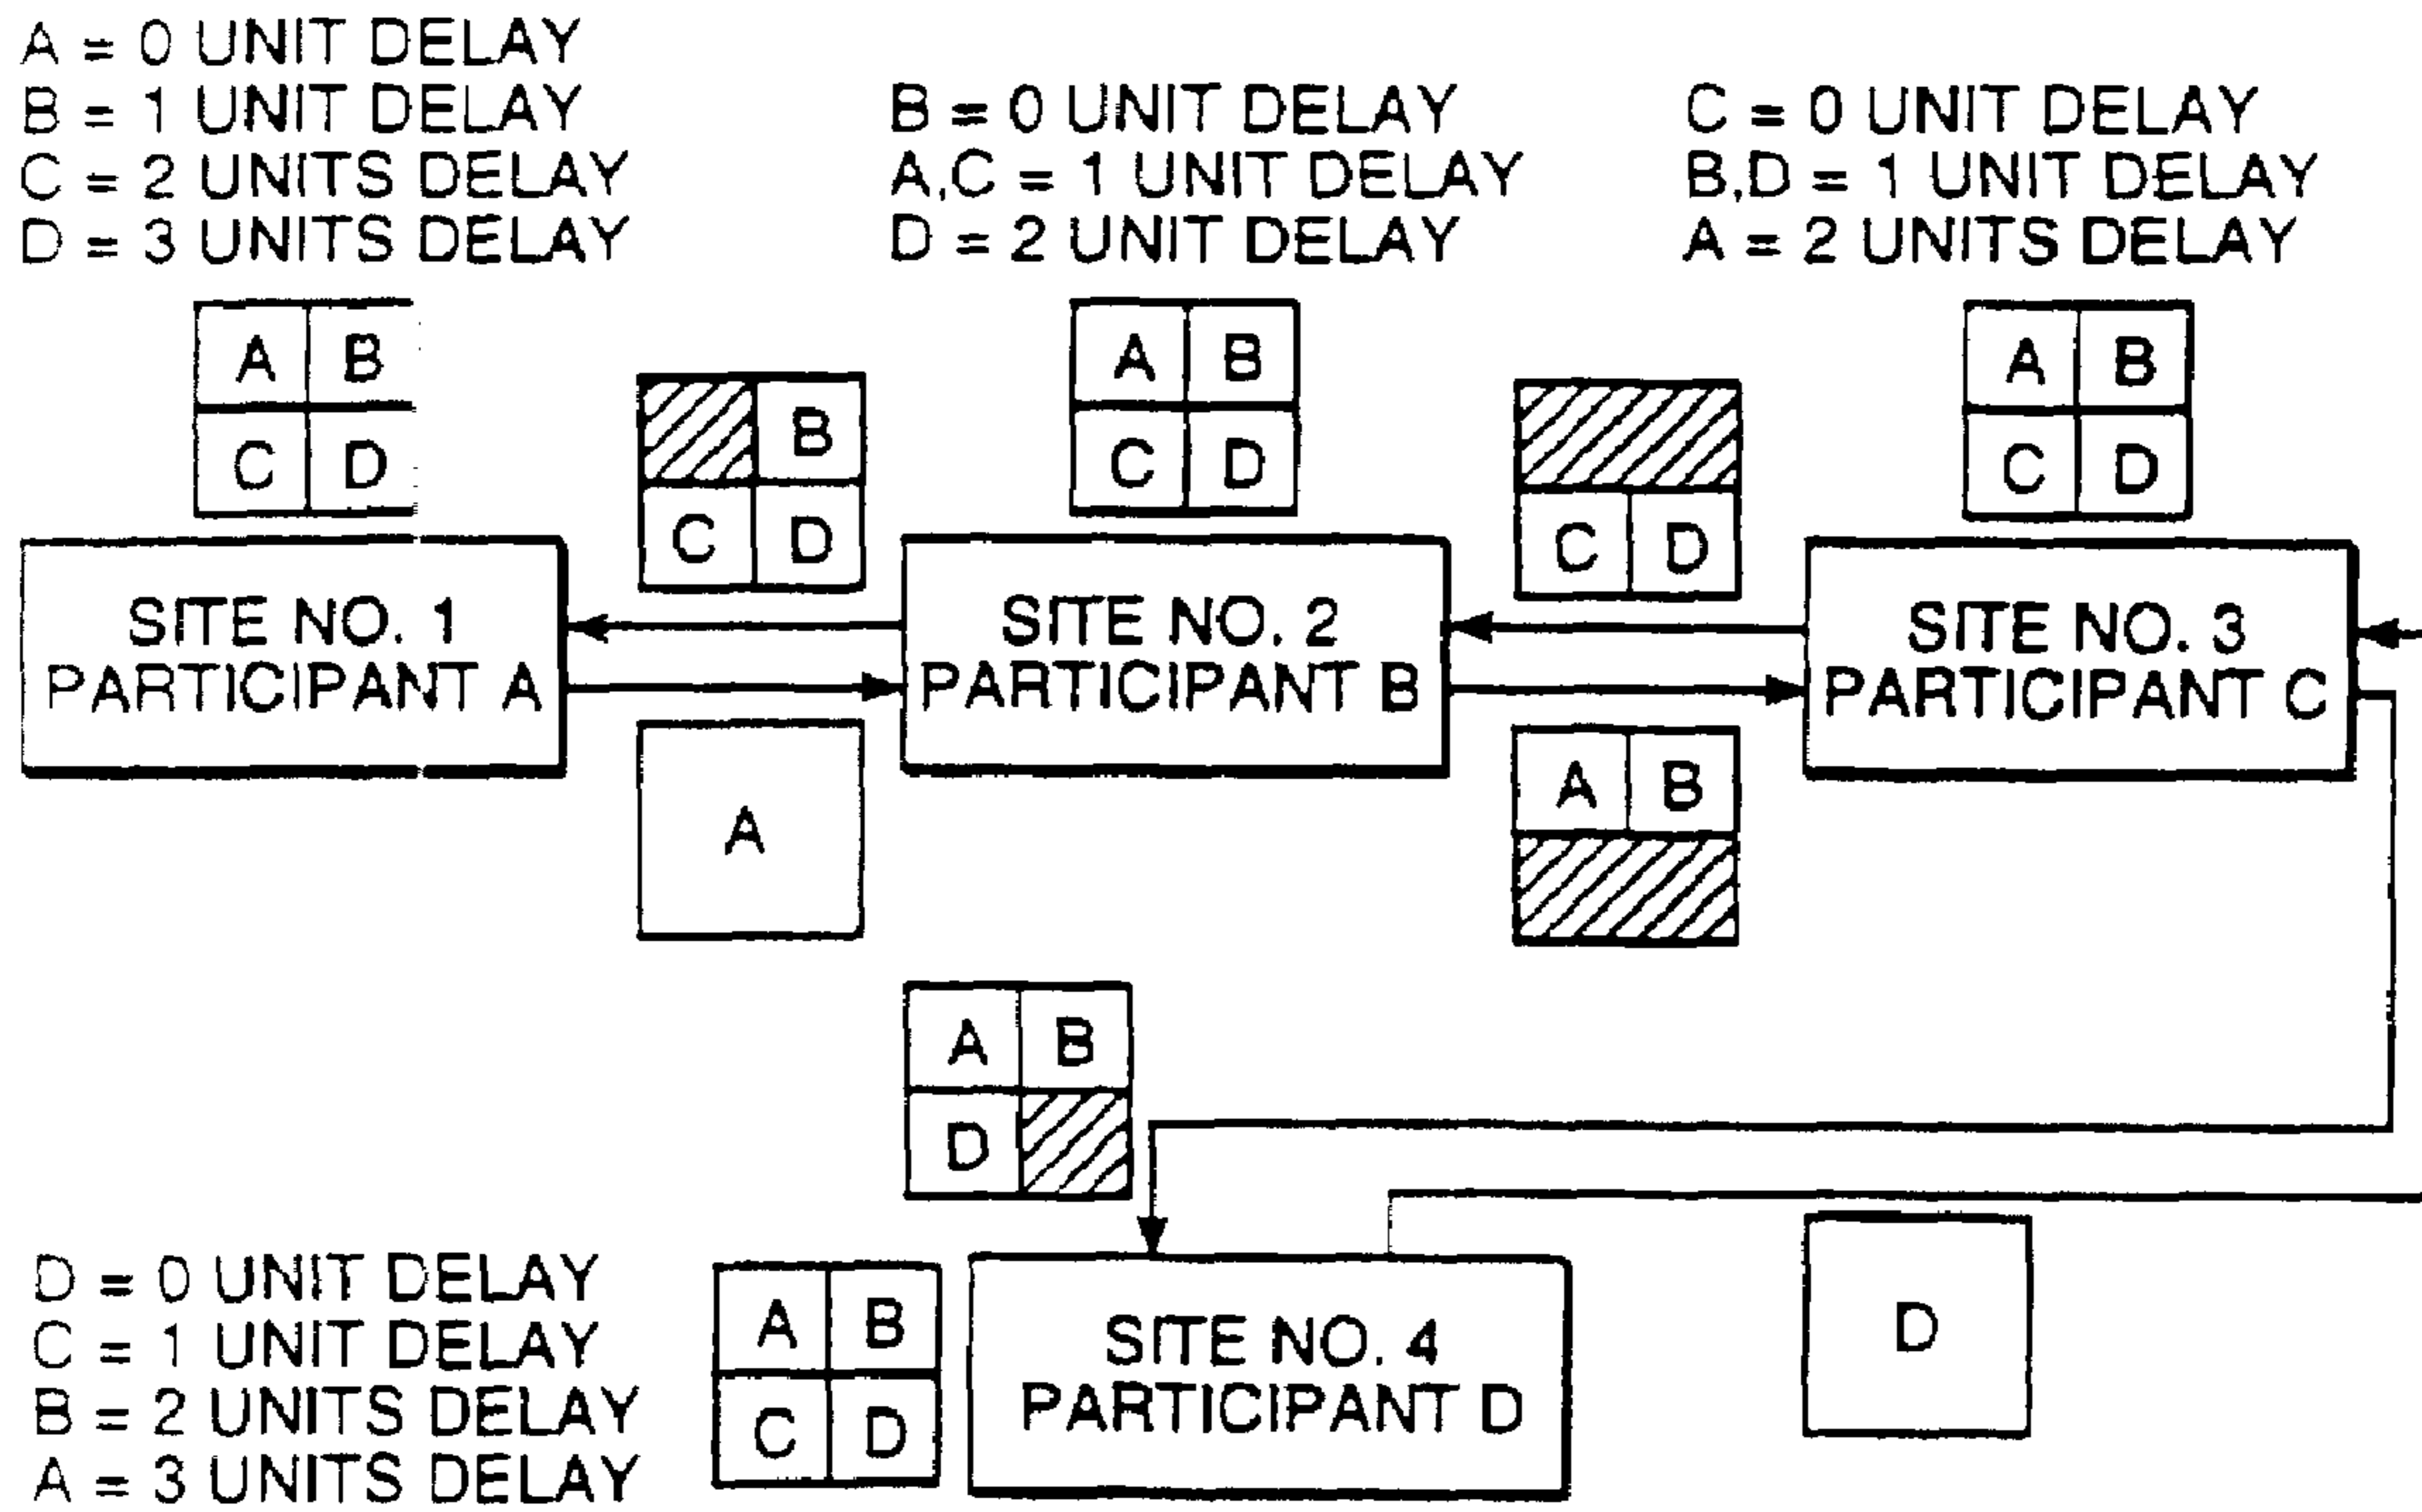 A = 0 UNIT DELAY
B = 1 UNIT DELAY
C = 2 UNITS DELAY
D = 3 UNITS DELAY
B = 0 UNIT DELAY
A,C = 1 UNIT DELAY
D = 2 UNIT DELAY
C = 0 UNIT DELAY
B,D = 1 UNIT DELAY
A = 2 UNITS DELAY
A B
C D
B
C D
A B
C D
C D
A B
C D
SITE NO. 1
PARTICIPANT A
SITE NO. 2
PARTICIPANT B
SITE NO. 3
PARTICIPANT C
A
A B
A B
D
D = 0 UNIT DELAY
C = 1 UNIT DELAY
B = 2 UNITS DELAY
A = 3 UNITS DELAY
A B
C D
SITE NO. 4
PARTICIPANT D
D